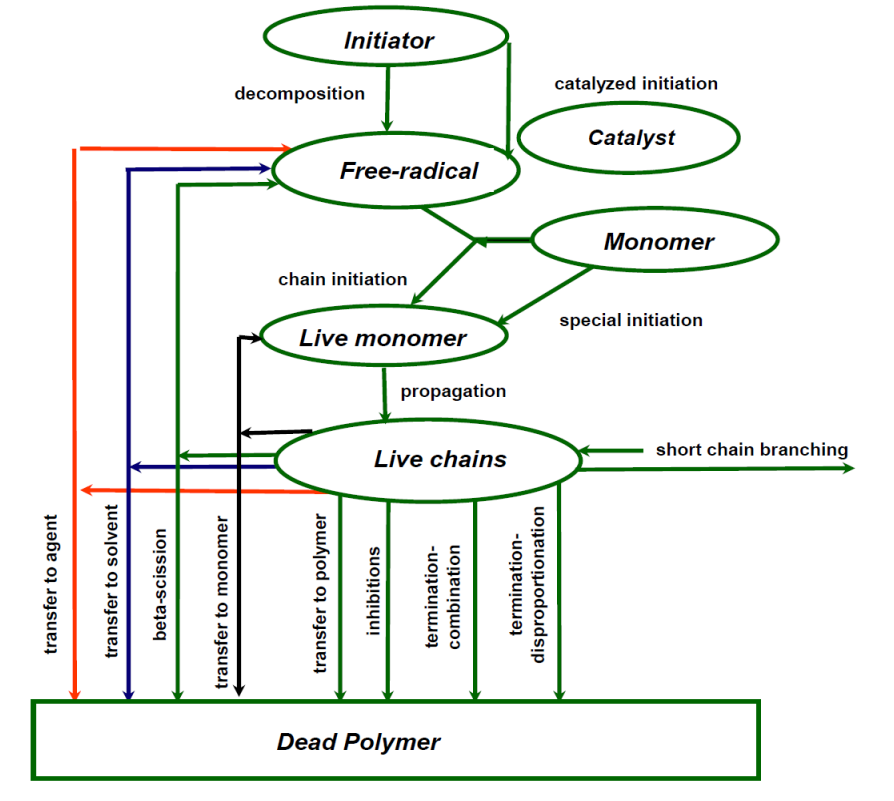 Initiator
decomposition
catalyzed initiation
Catalyst
Free-radical
Monomer
chain initiation
special initiation
Live monomer
propagation
Live chains
short chain branching
transfer to agent
transfer to solvent
beta-scission
transfer to monomer
transfer to polymer
inhibitions
termination-
combination
termination-
disproportionation
Dead Polymer